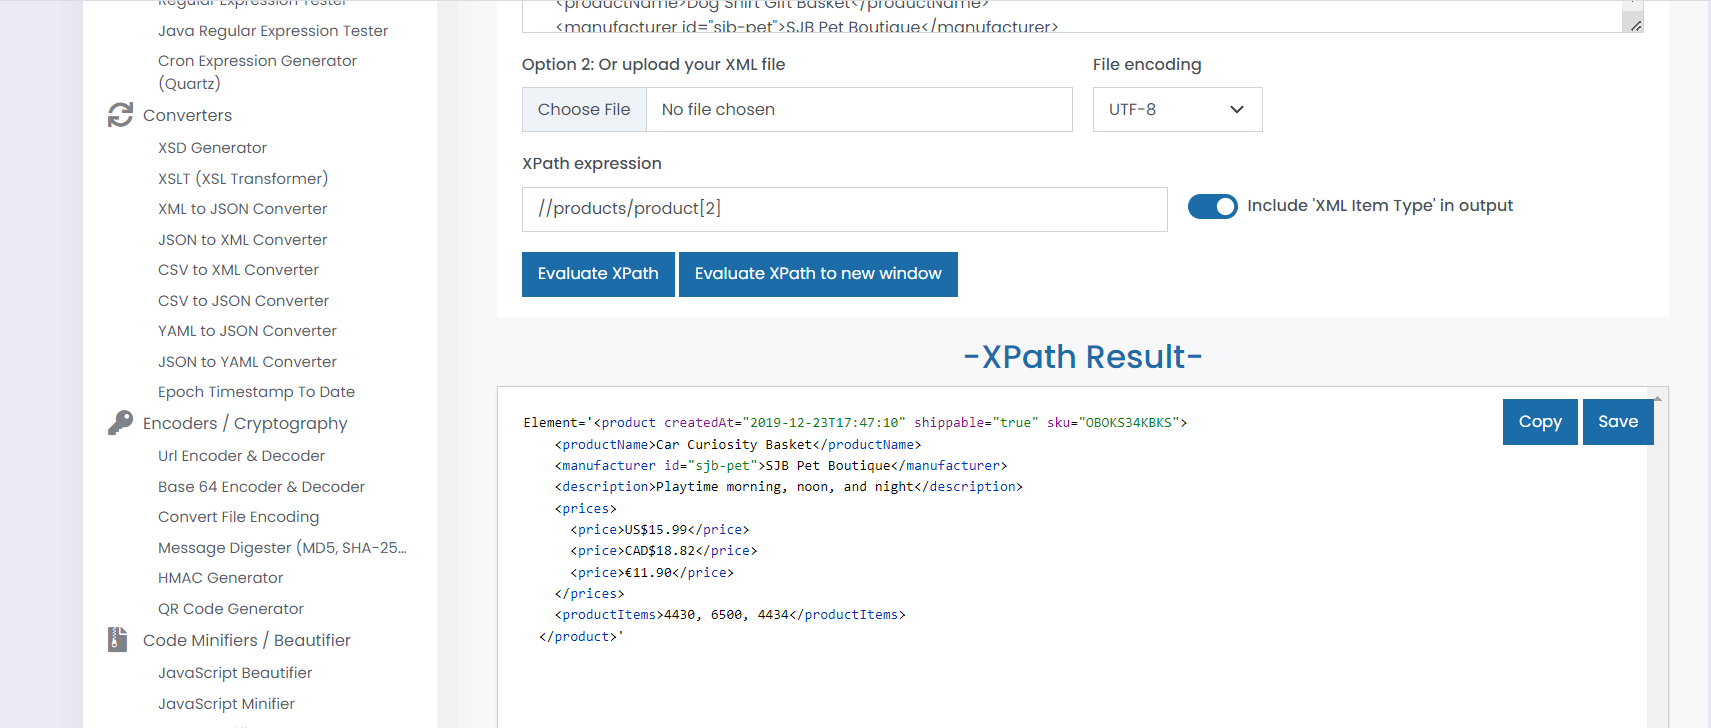 Regular Expression Tester
Java Regular Expression Tester
Cron Expression Generator
(Quartz)
Converters
XSD Generator
XSLT (XSL Transformer)
XML to JSON Converter
JSON to XML Converter
CSV to XML Converter
CSV to JSON Converter
YAML to JSON Converter
JSON to YAML Converter
Epoch Timestamp To Date
Encoders / Cryptography
Url Encoder & Decoder
Base 64 Encoder & Decoder
Convert File Encoding
Message Digester (MD5, SHA-25...
HMAC Generator
QR Code Generator
Code Minifiers / Beautifier
JavaScript Beautifier
JavaScript Minifier
<productName>Dog Shirt Gift Basket</productName>
<manufacturer id="sjb-pet">SJB Pet Boutique</manufacturer>
Option 2: Or upload your XML file
File encoding
Choose File No file chosen
UTF-8
XPath expression
//products/product[2]
Include 'XML Item Type' in output
Evaluate XPath
Evaluate XPath to new window
-XPath Result-
Copy
Save
Element='<product createdAt="2019-12-23T17:47:10" shippable="true" sku="OBOKS34KBKS">
<productName>Car Curiosity Basket</productName>
<manufacturer id="sjb-pet">SJB Pet Boutique</manufacturer>
<description>Playtime morning, noon, and night</description>
<prices>
<price>US$15.99</price>
<price>CAD$18.82</price>
<price>€11.90</price>
</prices>
<productItems>4430, 6500, 4434</productItems>
</product>'